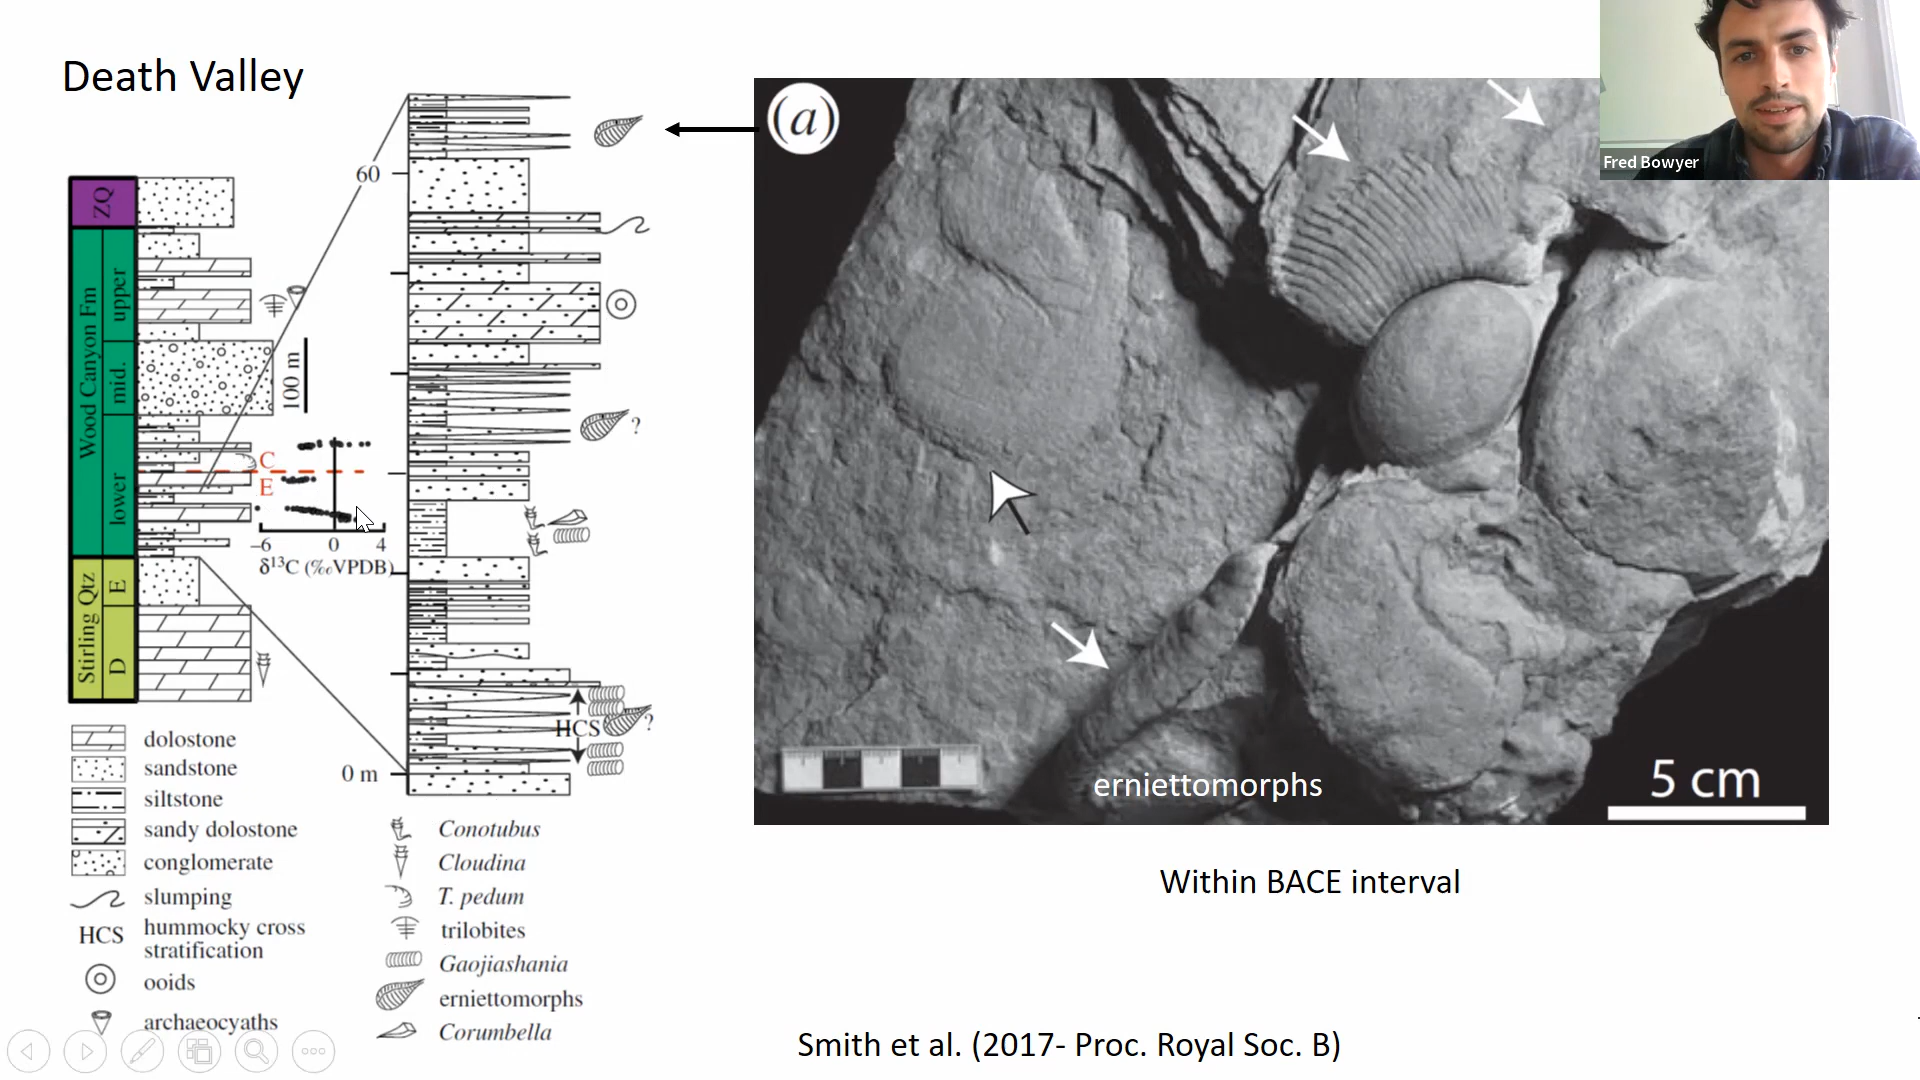 Death Valley
(a)
Fred Bowyer
60
ZQ
Wood Canyon Fm
upper
mid.
lower
100 m
C
E
Stirling Qtz
E
D
–6 0 4
δ¹³C (‰VPDB)
?
?
HCS
0 m
dolostone
sandstone
siltstone
sandy dolostone
conglomerate
slumping
HCS hummocky cross
stratification
ooids
archaeocyaths
Conotubus
Cloudina
T. pedum
trilobites
Gaojiashania
erniettomorphs
Corumbella
erniettomorphs
5 cm
Within BACE interval
Smith et al. (2017- Proc. Royal Soc. B)